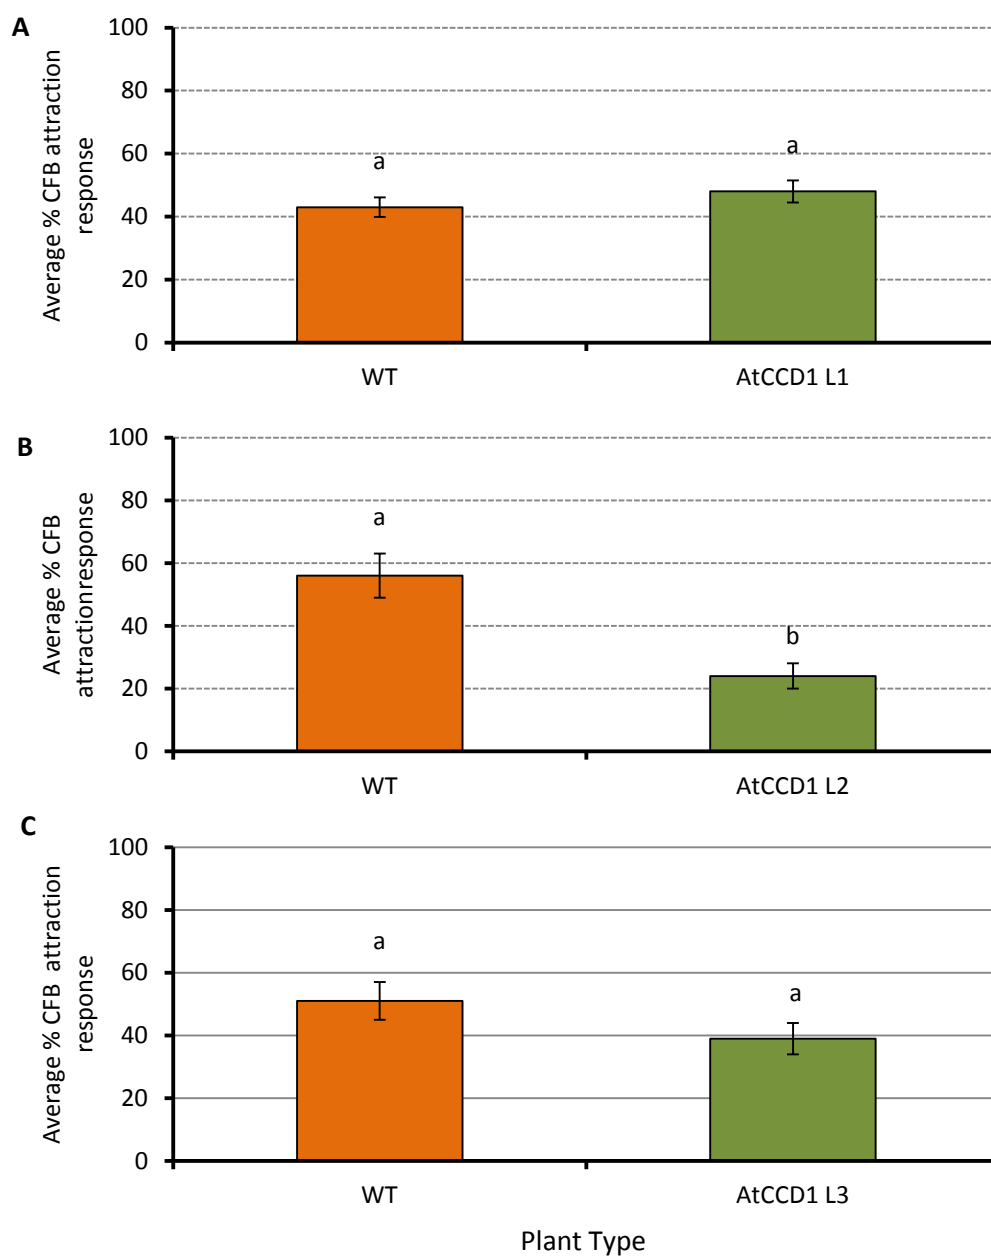 A
Average % CFB attraction
response
100
80
60
40
20
0
a
a
WT
AtCCD1 L1
B
Average % CFB
attractionresponse
100
80
60
40
20
0
a
b
WT
AtCCD1 L2
C
Average % CFB attraction
response
100
80
60
40
20
0
a
a
WT
AtCCD1 L3
Plant Type